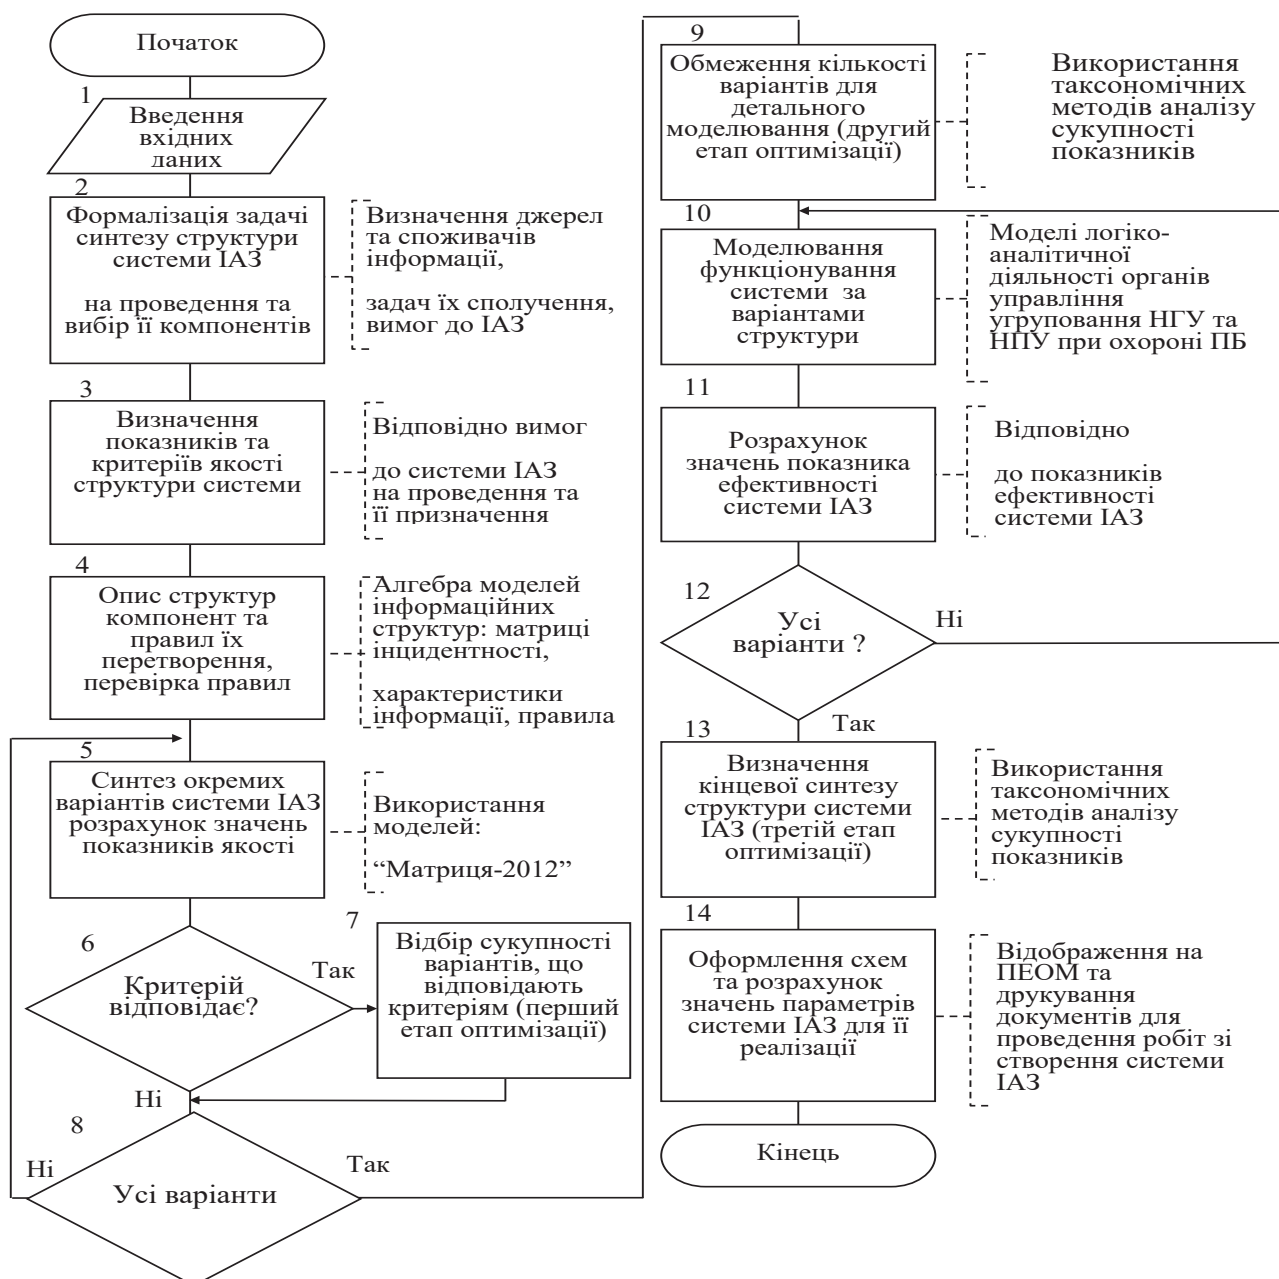 Початок
1
Введення
вхідних
даних
2
Формалізація задачі
синтезу структури
системи ІАЗ
на проведення та
вибір її компонентів
Визначення джерел
та споживачів
інформації,
задач їх сполучення,
вимог до ІАЗ
3
Визначення
показників та
критеріїв якості
структури системи
Відповідно вимог
до системи ІАЗ
на проведення та
її призначення
4
Опис структур
компонент та
правил їх
перетворення,
перевірка правил
Алгебра моделей
інформаційних
структур: матриці
інцидентності,
характеристики
інформації, правила
5
Синтез окремих
варіантів системи ІАЗ
розрахунок значень
показників якості
Використання
моделей:
“Матриця-2012”
6
Критерій
відповідає?
Так
Ні
7
Відбір сукупності
варіантів, що
відповідають
критеріям (перший
етап оптимізації)
8
Усі варіанти
Ні
Так
9
Обмеження кількості
варіантів для
детального
моделювання (другий
етап оптимізації)
Використання
таксономічних
методів аналізу
сукупності
показників
10
Моделювання
функціонування
системи за
варіантами
структури
Моделі логіко-
аналітичної
діяльності органів
управління
угруповання НГУ та
НПУ при охороні ПБ
11
Розрахунок
значень показника
ефективності
системи ІАЗ
Відповідно
до показників
ефективності
системи ІАЗ
12
Усі
варіанти ?
Ні
Так
13
Визначення
кінцевої синтезу
структури системи
ІАЗ (третій етап
оптимізації)
Використання
таксономічних
методів аналізу
сукупності
показників
14
Оформлення схем
та розрахунок
значень параметрів
системи ІАЗ для її
реалізації
Відображення на
ПЕОМ та
друкування
документів для
проведення робіт зі
створення системи
ІАЗ
Кінець